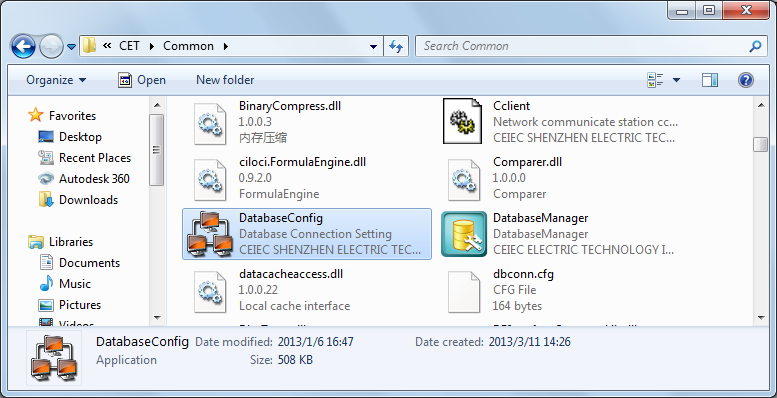 « CET ▸ Common ▸
Search Common
Organize Open New folder
Favorites
Desktop
Recent Places
Autodesk 360
Downloads
Libraries
Documents
Music
Pictures
Videos
BinaryCompress.dll
1.0.0.3
内存压缩
Cclient
Network communicate station cc...
CEIEC SHENZHEN ELECTRIC TEC...
ciloci.FormulaEngine.dll
0.9.2.0
FormulaEngine
Comparer.dll
1.0.0.0
Comparer
DatabaseConfig
Database Connection Setting
CEIEC SHENZHEN ELECTRIC TEC...
DatabaseManager
DatabaseManager
CEIEC ELECTRIC TECHNOLOGY I...
datacacheaccess.dll
1.0.0.22
Local cache interface
dbconn.cfg
CFG File
164 bytes
DatabaseConfig Date modified: 2013/1/6 16:47 Date created: 2013/3/11 14:26
Application Size: 508 KB